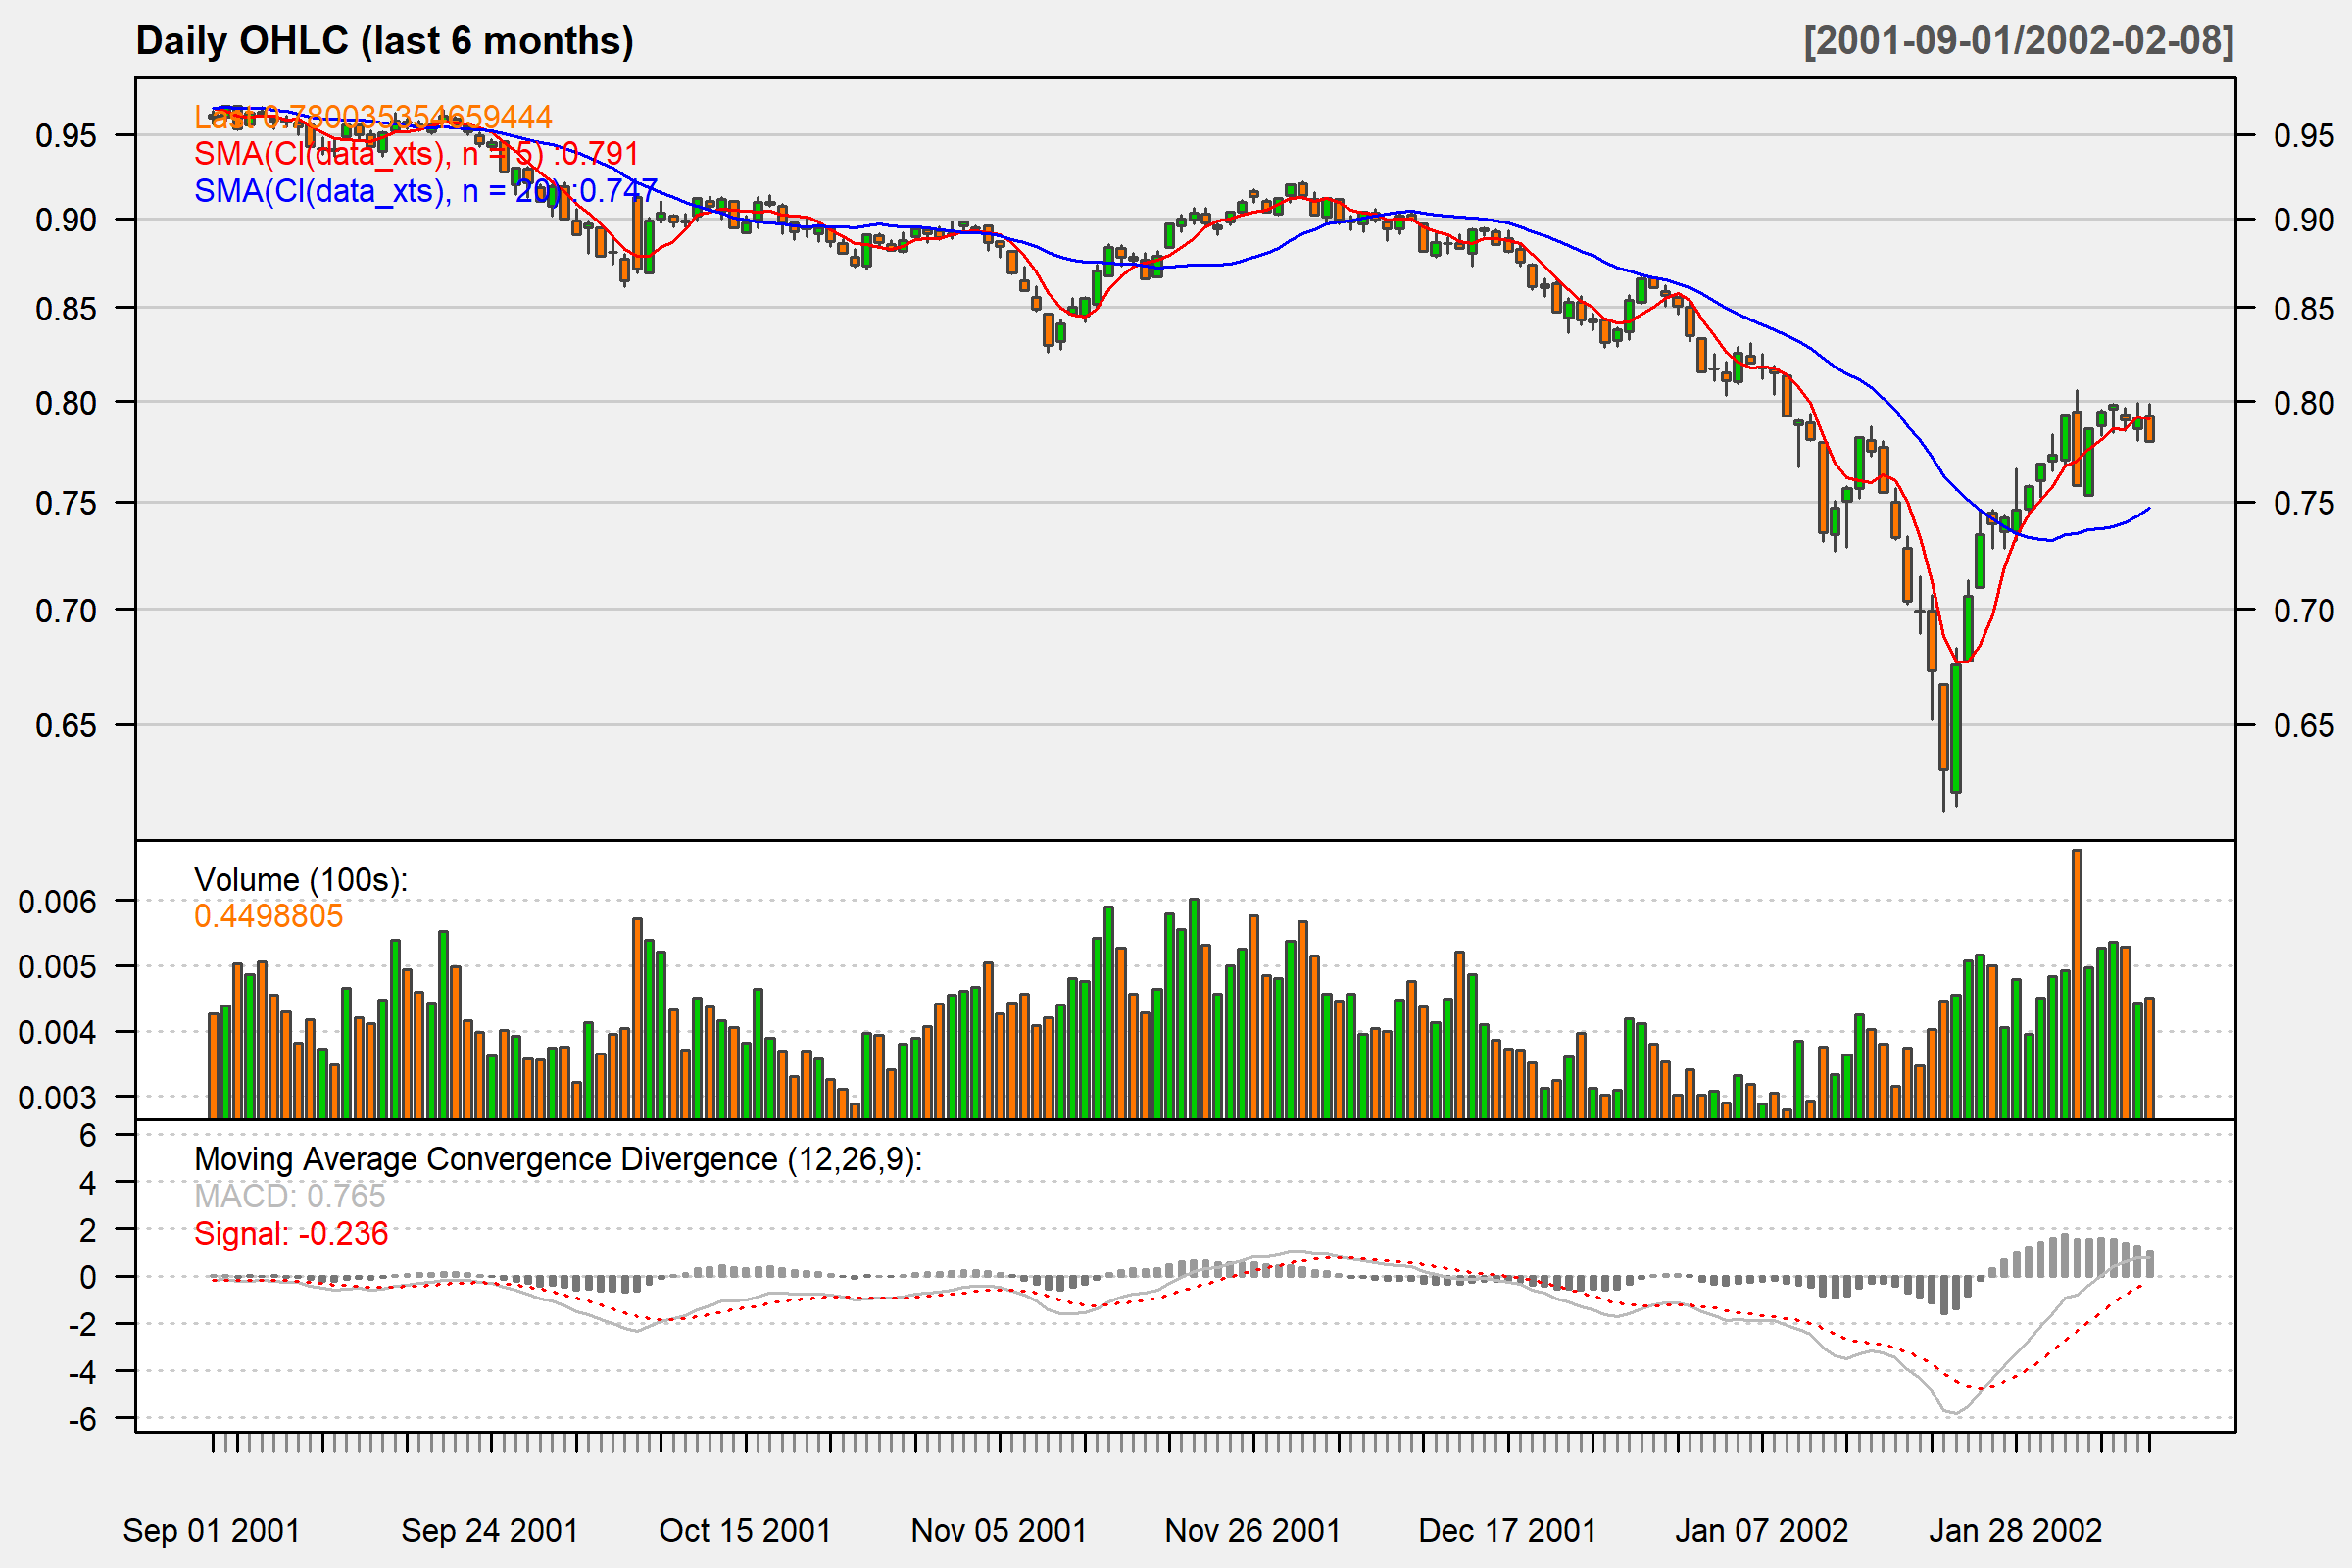 Daily OHLC (last 6 months) [2001-09-01/2002-02-08]
Last 0.780035354659444
SMA(Cl(data_xts), n = 5) :0.791
SMA(Cl(data_xts), n = 20) :0.747
0.95 0.95
0.90 0.90
0.85 0.85
0.80 0.80
0.75 0.75
0.70 0.70
0.65 0.65
Volume (100s):
0.4498805
0.006
0.005
0.004
0.003
Moving Average Convergence Divergence (12,26,9):
MACD: 0.765
Signal: -0.236
6
4
2
0
-2
-4
-6
Sep 01 2001 Sep 24 2001 Oct 15 2001 Nov 05 2001 Nov 26 2001 Dec 17 2001 Jan 07 2002 Jan 28 2002